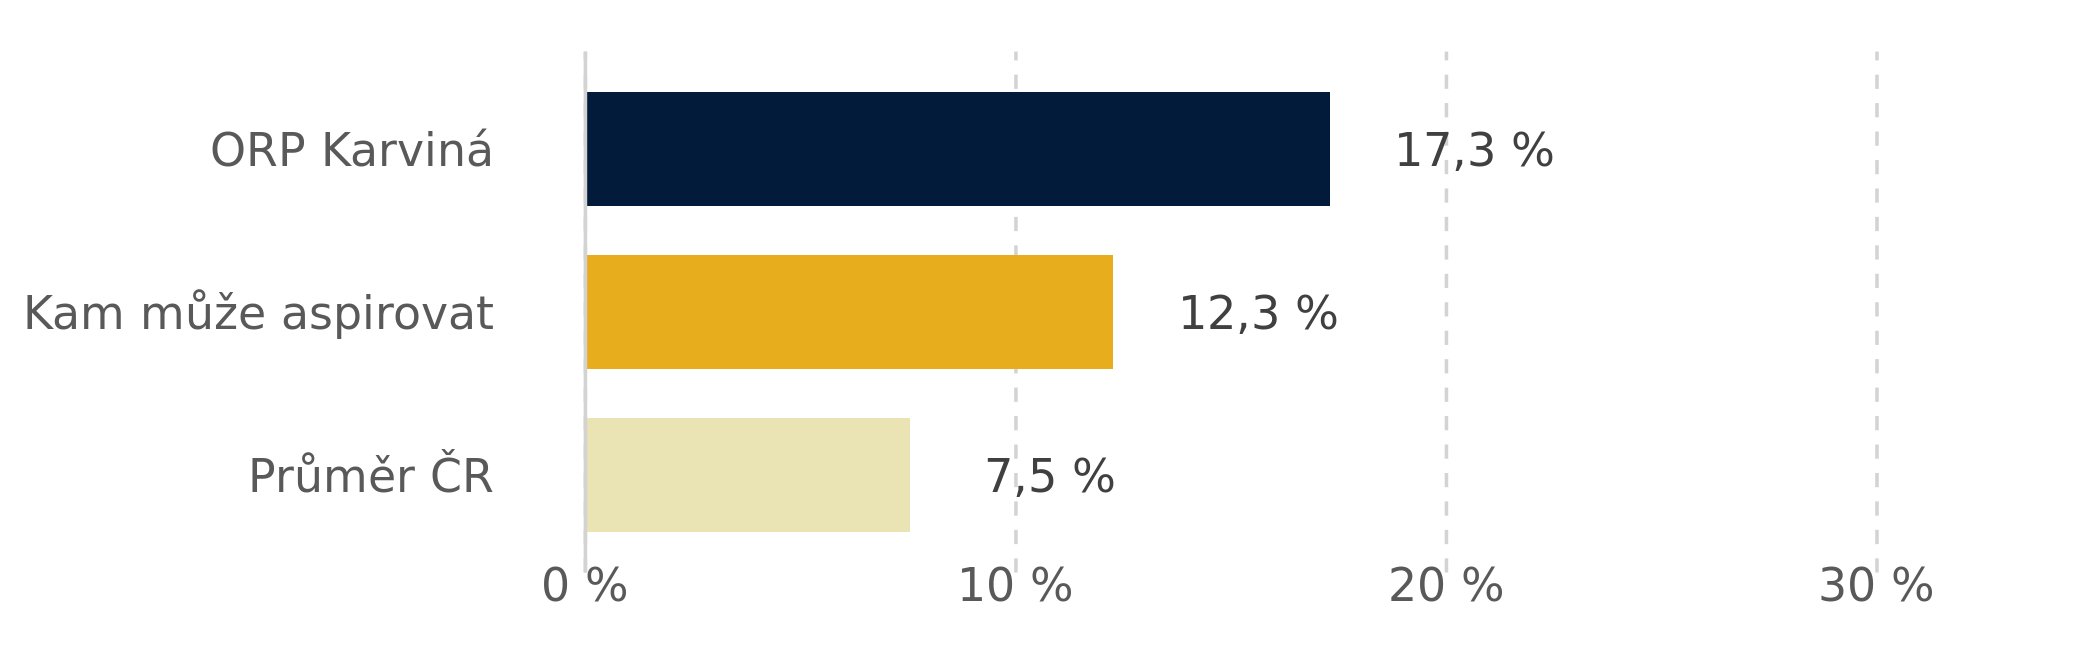 ORP Karviná 17,3 %
Kam může aspirovat 12,3 %
Průměr ČR 7,5 %
0 % 10 % 20 % 30 %